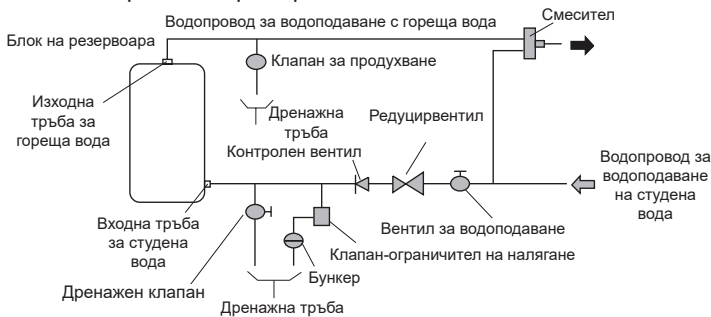 Водопровод за водоподаване с гореща вода
Смесител
Блок на резервоара
Клапан за продухване
Изходна
тръба за
гореща вода
Дренажна
тръба
Редуцирвентил
Контролен вентил
Водопровод за
водоподаване
на студена
вода
Входна тръба
за студена
вода
Вентил за водоподаване
Клапан-ограничител на налягане
Бункер
Дренажен клапан
Дренажна тръба